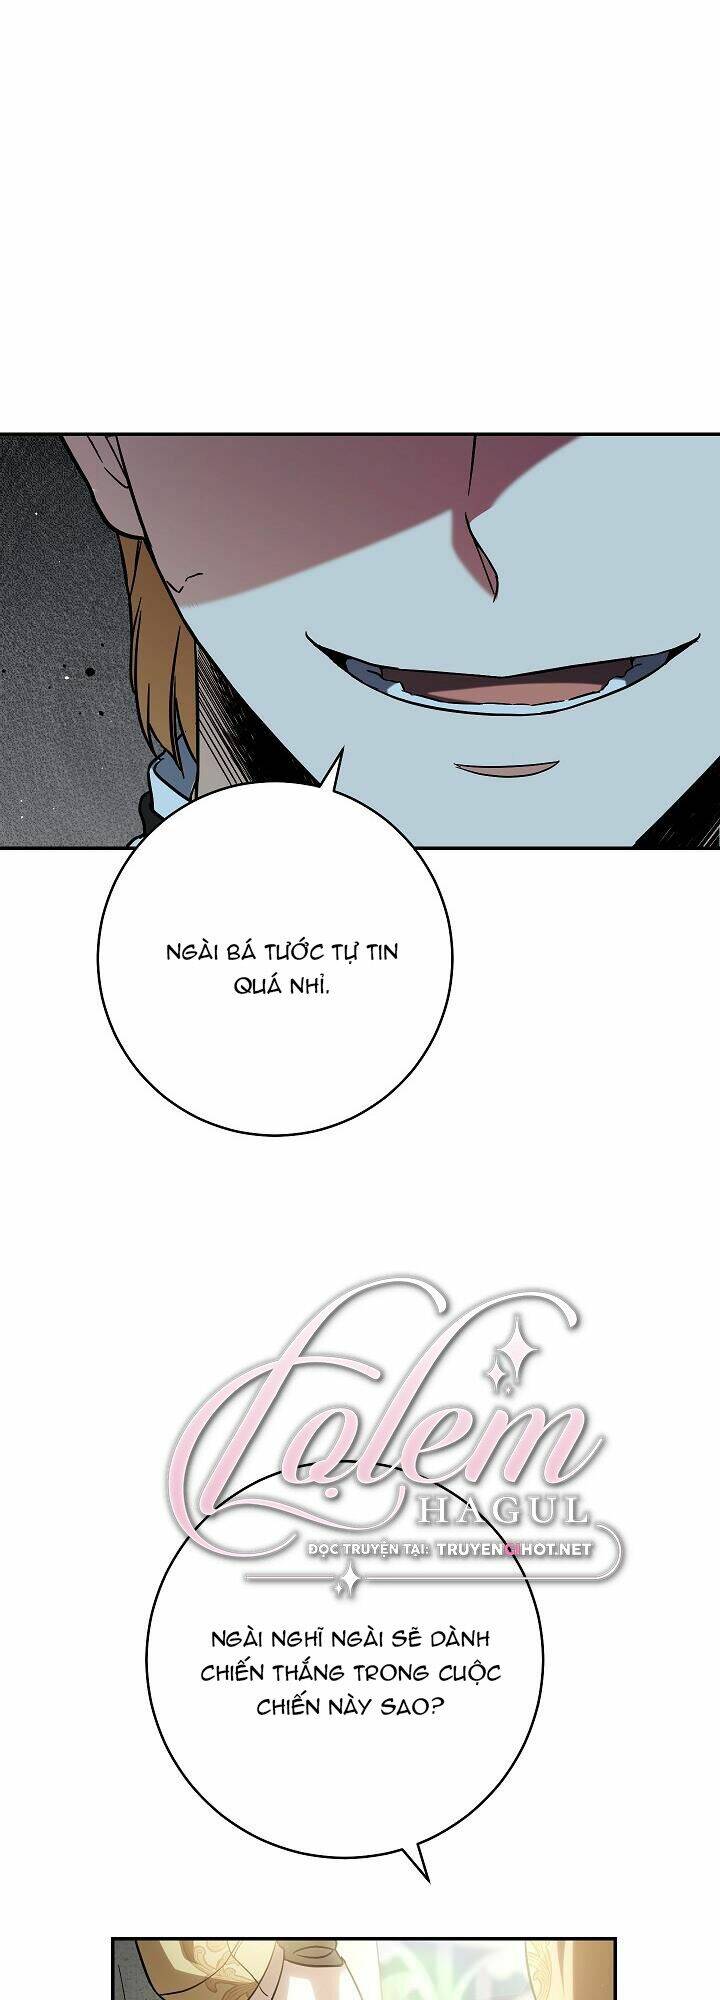 NGÀI BÁ TƯỚC TỰ TIN
QUÁ NHỈ.
Lọlem
HAGUL
ĐỌC TRUYỆN TẠI: TRUYENGIHOT.NET
NGÀI NGHĨ NGÀI SẼ DÀNH
CHIẾN THẮNG TRONG CUỘC
CHIẾN NÀY SAO?